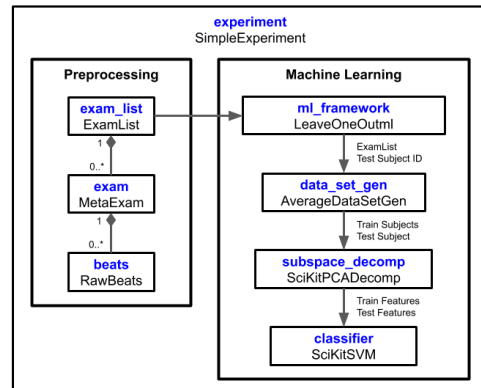 experiment
SimpleExperiment
Preprocessing
exam_list
ExamList
1
0..*
exam
MetaExam
1
0..*
beats
RawBeats
Machine Learning
ml_framework
LeaveOneOutml
ExamList
Test Subject ID
data_set_gen
AverageDataSetGen
Train Subjects
Test Subject
subspace_decomp
SciKitPCADecomp
Train Features
Test Features
classifier
SciKitSVM